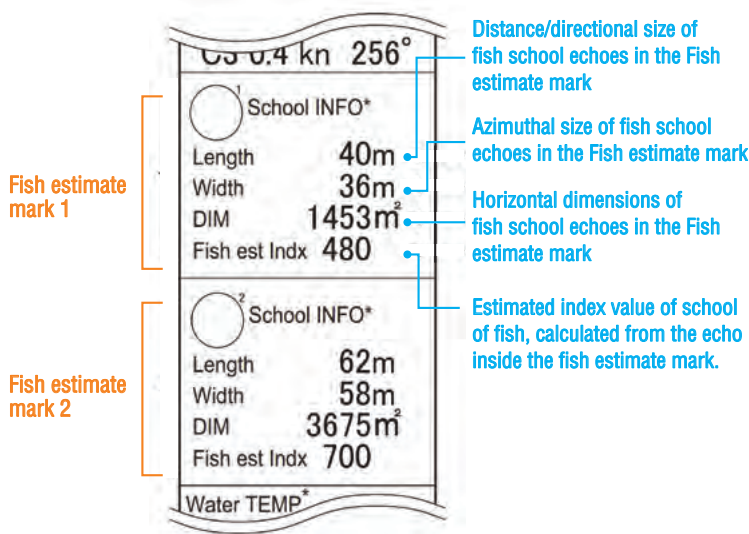 CS 0.4 kn 256°
Distance/directional size of
fish school echoes in the Fish
estimate mark
1 School INFO*
Length 40m
Azimuthal size of fish school
echoes in the Fish estimate mark
Width 36m
Fish estimate
mark 1
DIM 1453㎡
Horizontal dimensions of
fish school echoes in the Fish
estimate mark
Fish est Indx 480
Estimated index value of school
of fish, calculated from the echo
inside the fish estimate mark.
2 School INFO*
Length 62m
Fish estimate
mark 2
Width 58m
DIM 3675㎡
Fish est Indx 700
Water TEMP*